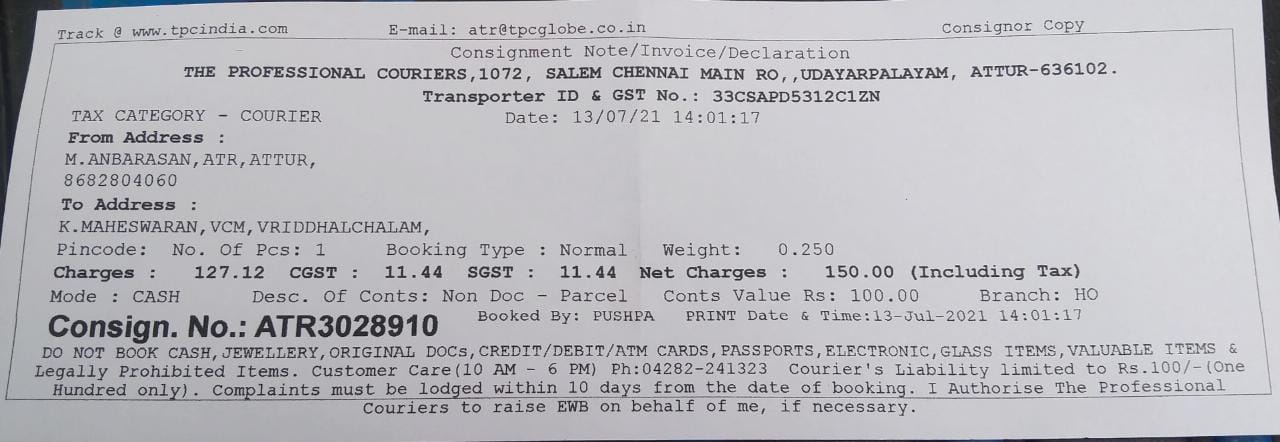 Track @ www.tpcindia.com E-mail: atr@tpcglobe.co.in Consignor Copy
Consignment Note/Invoice/Declaration
THE PROFESSIONAL COURIERS,1072, SALEM CHENNAI MAIN RO,,UDAYARPALAYAM, ATTUR-636102.
Transporter ID & GST No.: 33CSAPD5312C1ZN
TAX CATEGORY - COURIER Date: 13/07/21 14:01:17
From Address :
M.ANBARASAN,ATR,ATTUR,
8682804060
To Address :
K.MAHESWARAN,VCM,VRIDDHALCHALAM,
Pincode: No. Of Pcs: 1 Booking Type : Normal Weight: 0.250
Charges : 127.12 CGST : 11.44 SGST : 11.44 Net Charges : 150.00 (Including Tax)
Mode : CASH Desc. Of Conts: Non Doc - Parcel Conts Value Rs: 100.00 Branch: HO
Consign. No.: ATR3028910 Booked By: PUSHPA PRINT Date & Time:13-Jul-2021 14:01:17
DO NOT BOOK CASH,JEWELLERY,ORIGINAL DOCs,CREDIT/DEBIT/ATM CARDS,PASSPORTS,ELECTRONIC,GLASS ITEMS,VALUABLE ITEMS &
Legally Prohibited Items. Customer Care(10 AM - 6 PM) Ph:04282-241323 Courier's Liability limited to Rs.100/-(One
Hundred only). Complaints must be lodged within 10 days from the date of booking. I Authorise The Professional
Couriers to raise EWB on behalf of me, if necessary.